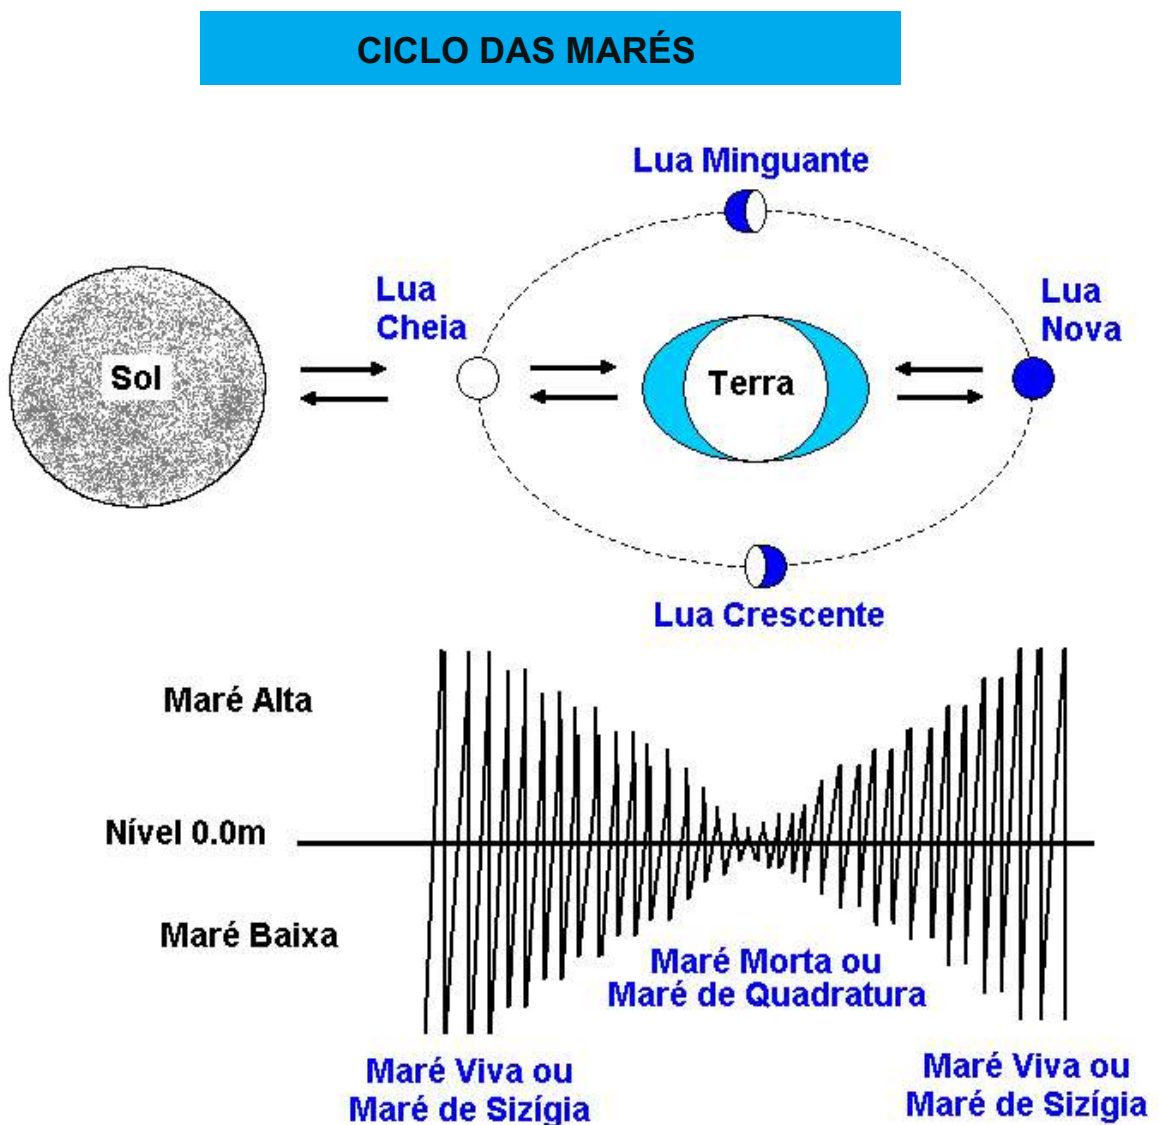 CICLO DAS MARÉS
Lua Minguante
Lua
Cheia
Lua
Nova
Sol
Terra
Lua Crescente
Maré Alta
Nível 0.0m
Maré Baixa
Maré Morta ou
Maré de Quadratura
Maré Viva ou
Maré de Sizígia
Maré Viva ou
Maré de Sizígia